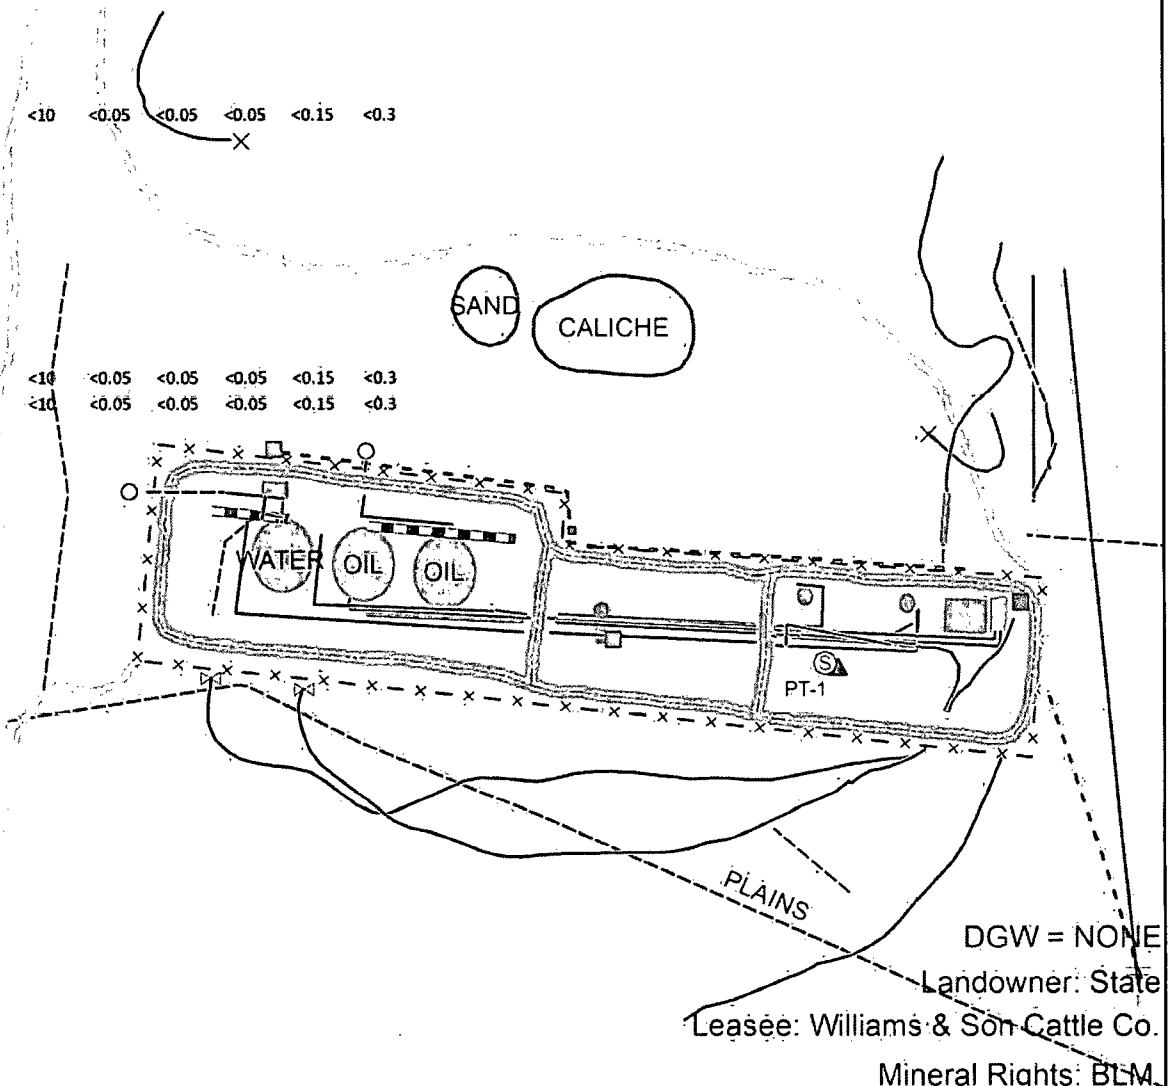 <10 <0.05 <0.05 <0.05 <0.15 <0.3
SAND
CALICHE
<10 <0.05 <0.05 <0.05 <0.15 <0.3
<10 <0.05 <0.05 <0.05 <0.15 <0.3
WATER OIL OIL
S
PT-1
PLAINS
DGW = NONE
Landowner: State
Leasee: Williams & Son Cattle Co.
Mineral Rights: BLM